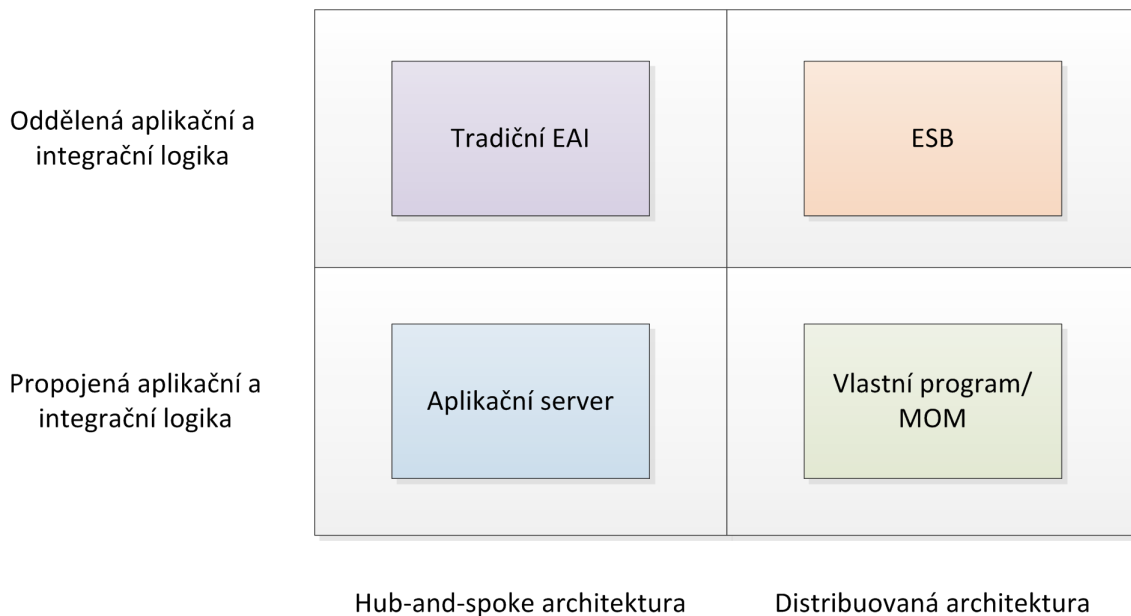 Oddělená aplikační a
integrační logika
Tradiční EAI
ESB
Propojená aplikační a
integrační logika
Aplikační server
Vlastní program/
MOM
Hub-and-spoke architektura
Distribuovaná architektura